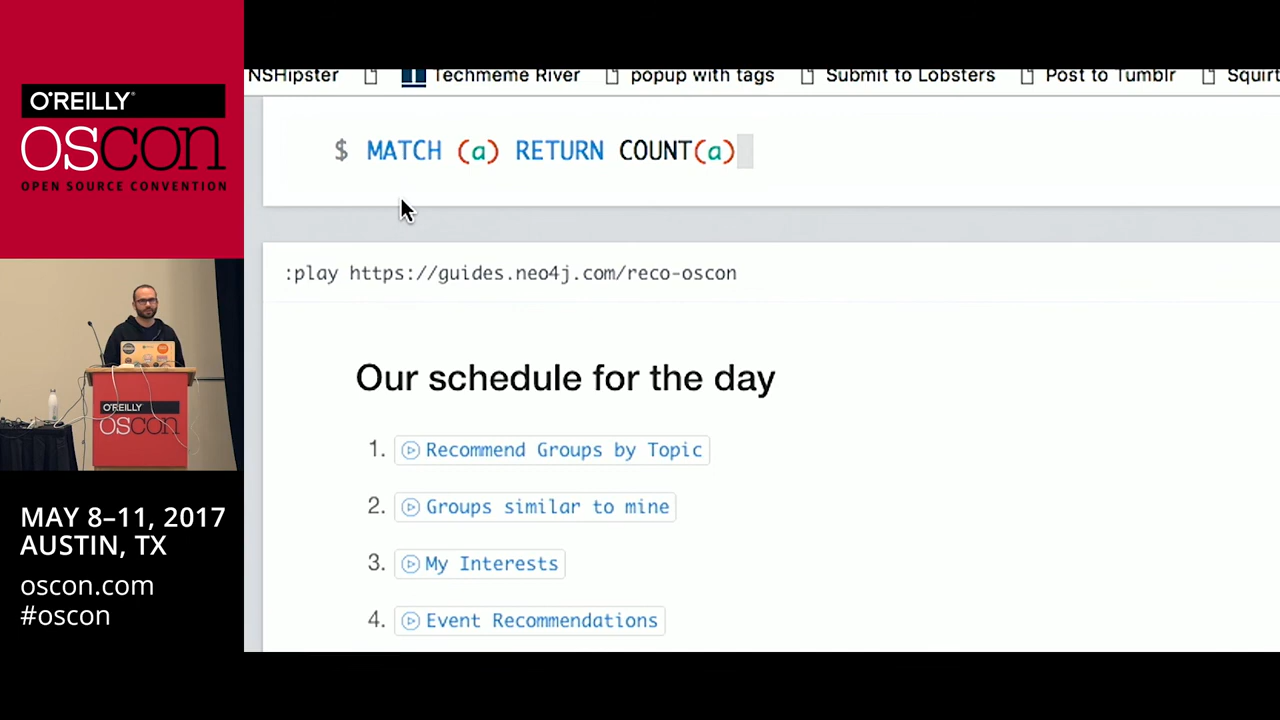 O'REILLY®
OSCON
OPEN SOURCE CONVENTION
O'REILLY
OSCON
MAY 8–11, 2017
AUSTIN, TX
oscon.com
#oscon
NSHipster Techmeme River popup with tags Submit to Lobsters Post to Tumblr Squirt
$ MATCH (a) RETURN COUNT(a)
:play https://guides.neo4j.com/reco-oscon
Our schedule for the day
1. Recommend Groups by Topic
2. Groups similar to mine
3. My Interests
4. Event Recommendations